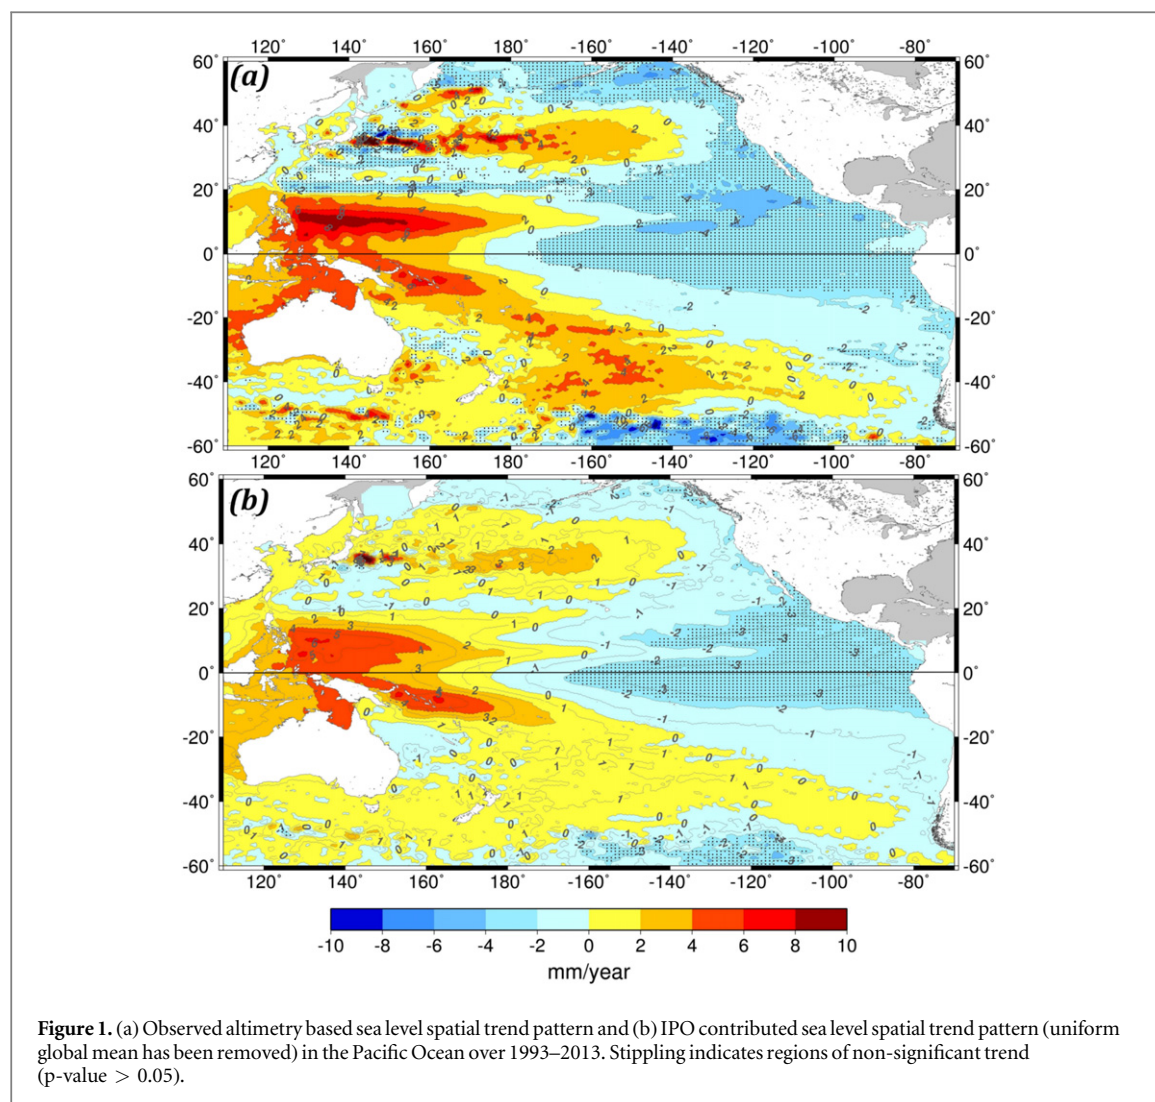 120° 140° 160° 180° -160° -140° -120° -100° -80°
(a)
60° 60°
40° 40°
20° 20°
0° 0°
-20° -20°
-40° -40°
-60° -60°
120° 140° 160° 180° -160° -140° -120° -100° -80°
(b)
60° 60°
40° 40°
20° 20°
0° 0°
-20° -20°
-40° -40°
-60° -60°
120° 140° 160° 180° -160° -140° -120° -100° -80°
-10 -8 -6 -4 -2 0 2 4 6 8 10
mm/year
Figure 1. (a) Observed altimetry based sea level spatial trend pattern and (b) IPO contributed sea level spatial trend pattern (uniform
global mean has been removed) in the Pacific Ocean over 1993–2013. Stippling indicates regions of non-significant trend
(p-value > 0.05).